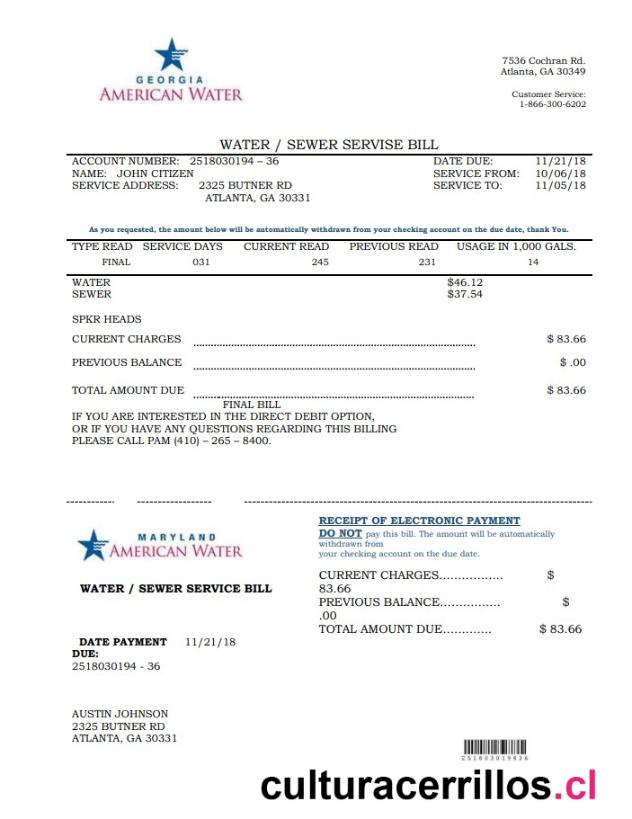 GEORGIA
AMERICAN WATER
7536 Cochran Rd.
Atlanta, GA 30349
Customer Service:
1-866-300-6202
WATER / SEWER SERVISE BILL
ACCOUNT NUMBER: 2518030194 – 36 DATE DUE: 11/21/18
NAME: JOHN CITIZEN SERVICE FROM: 10/06/18
SERVICE ADDRESS: 2325 BUTNER RD SERVICE TO: 11/05/18
ATLANTA, GA 30331
As you requested, the amount below will be automatically withdrawn from your checking account on the due date, thank You.
TYPE READ SERVICE DAYS CURRENT READ PREVIOUS READ USAGE IN 1,000 GALS.
FINAL 031 245 231 14
WATER $46.12
SEWER $37.54
SPKR HEADS
CURRENT CHARGES $ 83.66
PREVIOUS BALANCE $ .00
TOTAL AMOUNT DUE $ 83.66
FINAL BILL
IF YOU ARE INTERESTED IN THE DIRECT DEBIT OPTION,
OR IF YOU HAVE ANY QUESTIONS REGARDING THIS BILLING
PLEASE CALL PAM (410) – 265 – 8400.
MARYLAND
AMERICAN WATER
WATER / SEWER SERVICE BILL
DATE PAYMENT 11/21/18
DUE:
2518030194 - 36
AUSTIN JOHNSON
2325 BUTNER RD
ATLANTA, GA 30331
RECEIPT OF ELECTRONIC PAYMENT
DO NOT pay this bill. The amount will be automatically
withdrawn from
your checking account on the due date.
CURRENT CHARGES................ $
83.66
PREVIOUS BALANCE............... $
.00
TOTAL AMOUNT DUE............ $ 83.66
251803019436
culturacerrillos.cl